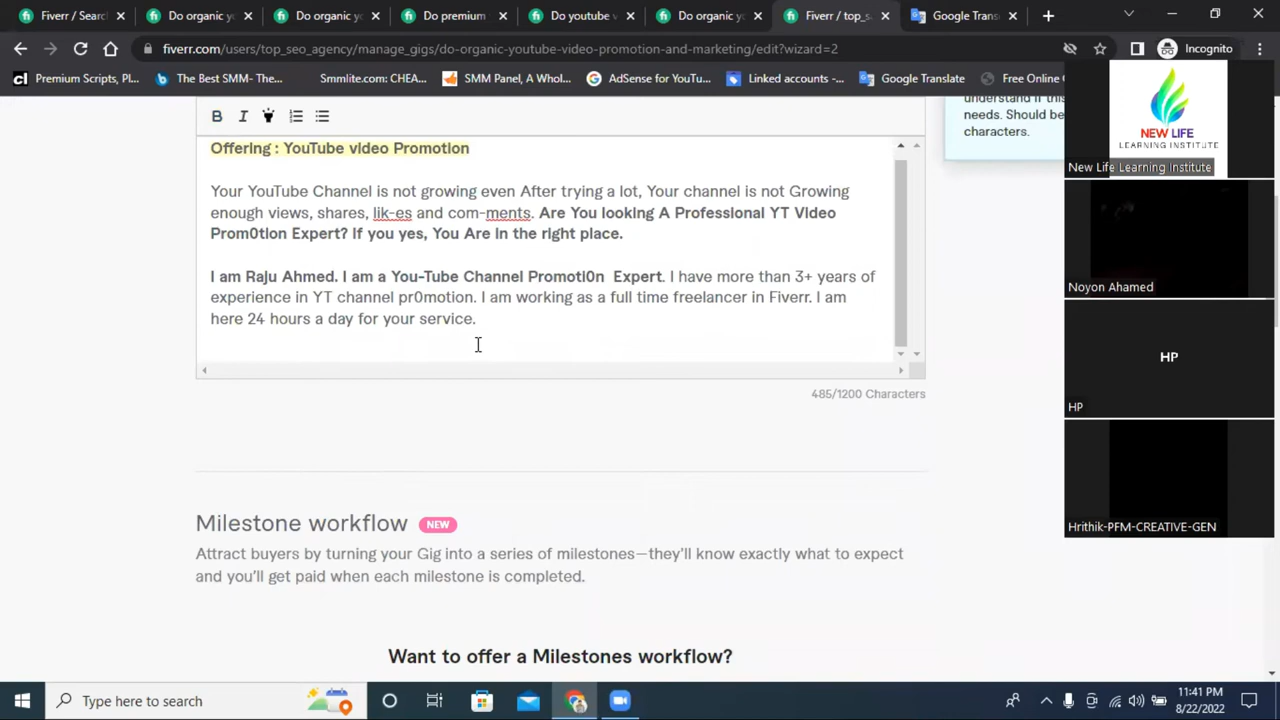 Fiverr / Sear
Do organic y
Do organic y
Do premium
Do youtube v
Do organic y
Fiverr / top_s
Google Tran
fiverr.com/users/top_seo_agency/manage_gigs/do-organic-youtube-video-promotion-and-marketing/edit?wizard=2
Incognito
Premium Scripts, Pl...
The Best SMM- The...
Smmlite.com: CHEA...
SMM Panel, A Whol...
AdSense for YouTu...
Linked accounts -...
Google Translate
Free Online
understand if this
needs. Should be
characters.
B I
Offering : YouTube video Promotion
Your YouTube Channel is not growing even After trying a lot, Your channel is not Growing
enough views, shares, lik-es and com-ments. Are You looking A Professional YT Video
Prom0tIon Expert? If you yes, You Are in the right place.
I am Raju Ahmed. I am a You-Tube Channel PromotI0n Expert. I have more than 3+ years of
experience in YT channel pr0motion. I am working as a full time freelancer in Fiverr. I am
here 24 hours a day for your service.
485/1200 Characters
Milestone workflow NEW
Attract buyers by turning your Gig into a series of milestones—they'll know exactly what to expect
and you'll get paid when each milestone is completed.
Want to offer a Milestones workflow?
NEW LIFE
LEARNING INSTITUTE
New Life Learning Institute
Noyon Ahamed
HP
HP
Hrithik-PFM-CREATIVE-GEN
Type here to search
11:41 PM
8/22/2022